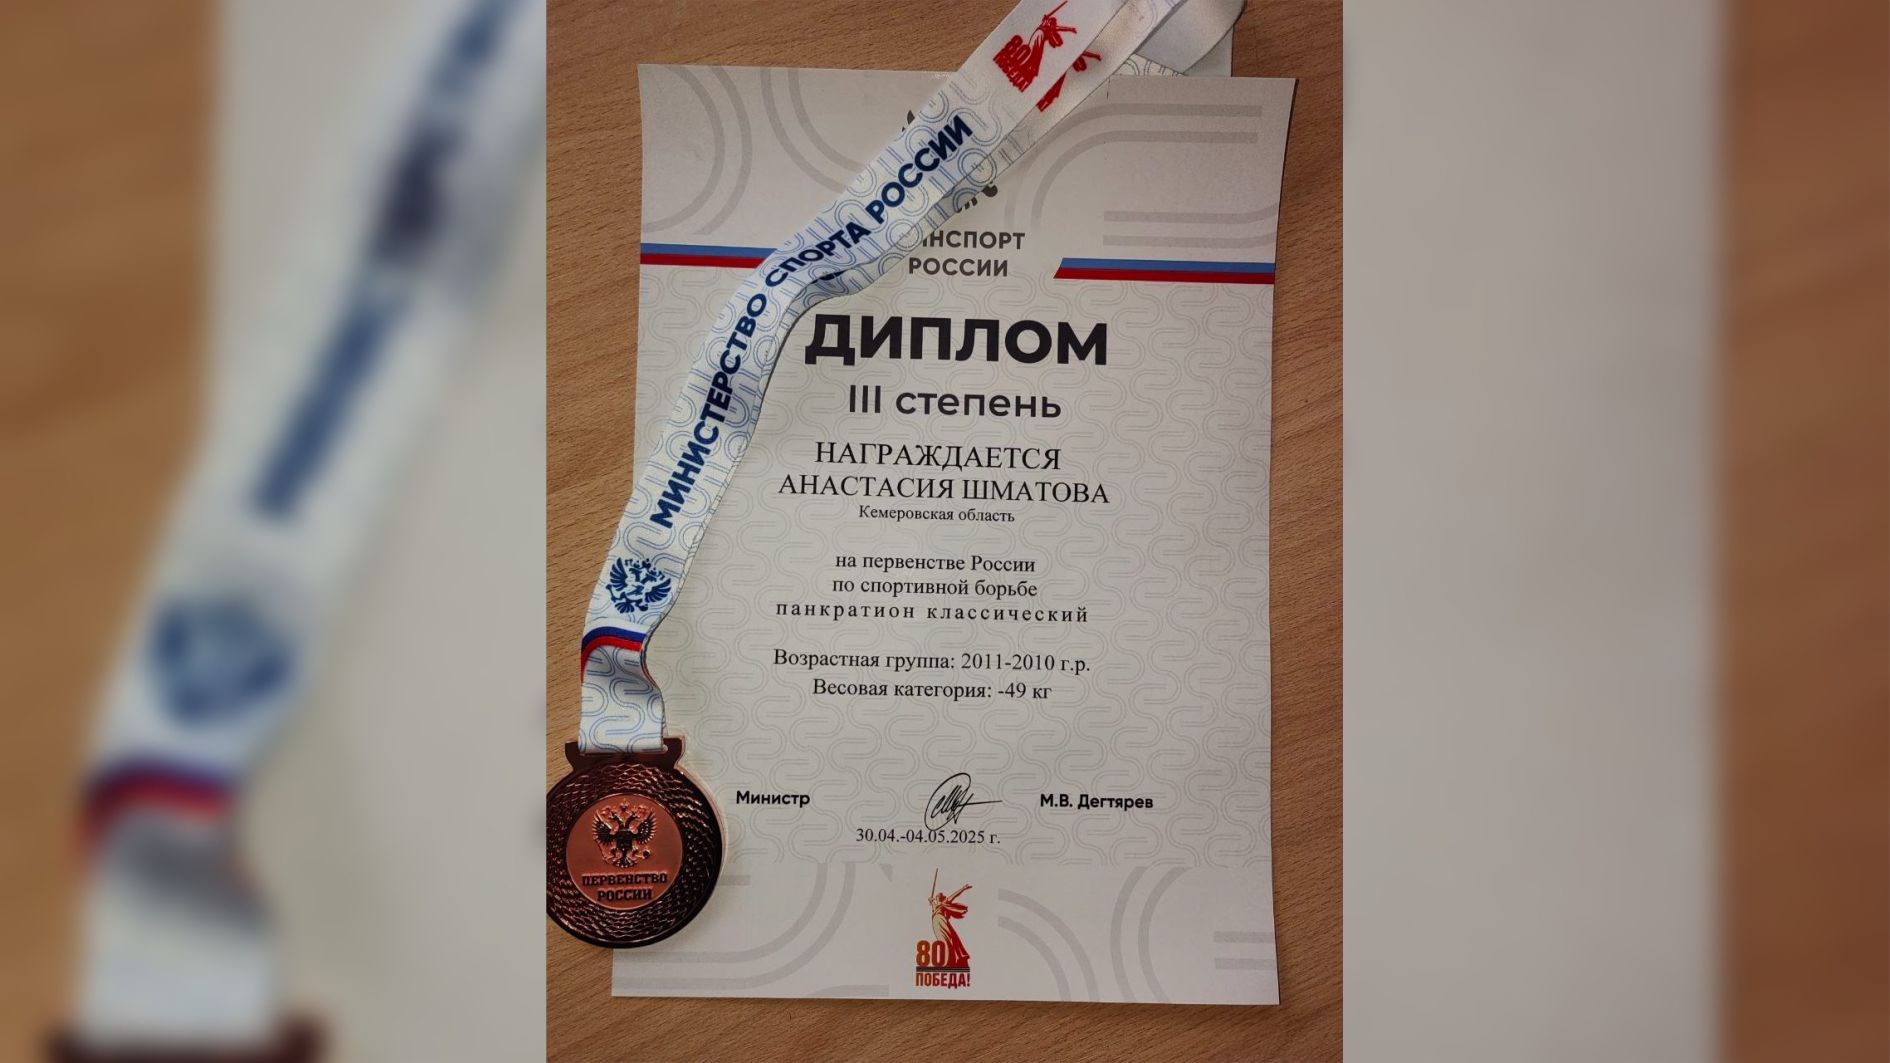 МИНИСТЕРСТВО СПОРТА РОССИИ
РОССИИ
ДИПЛОМ
III степень
НАГРАЖДАЕТСЯ
АНАСТАСИЯ ШМАТОВА
Кемеровская область
на первенстве России
по спортивной борьбе
панкратион классический
Возрастная группа: 2011-2010 г.р.
Весовая категория: -49 кг
Министр
М.В. Дегтярев
30.04.-04.05.2025 г.
ПЕРВЕНСТВО
РОССИИ
80
ПОБЕДА!